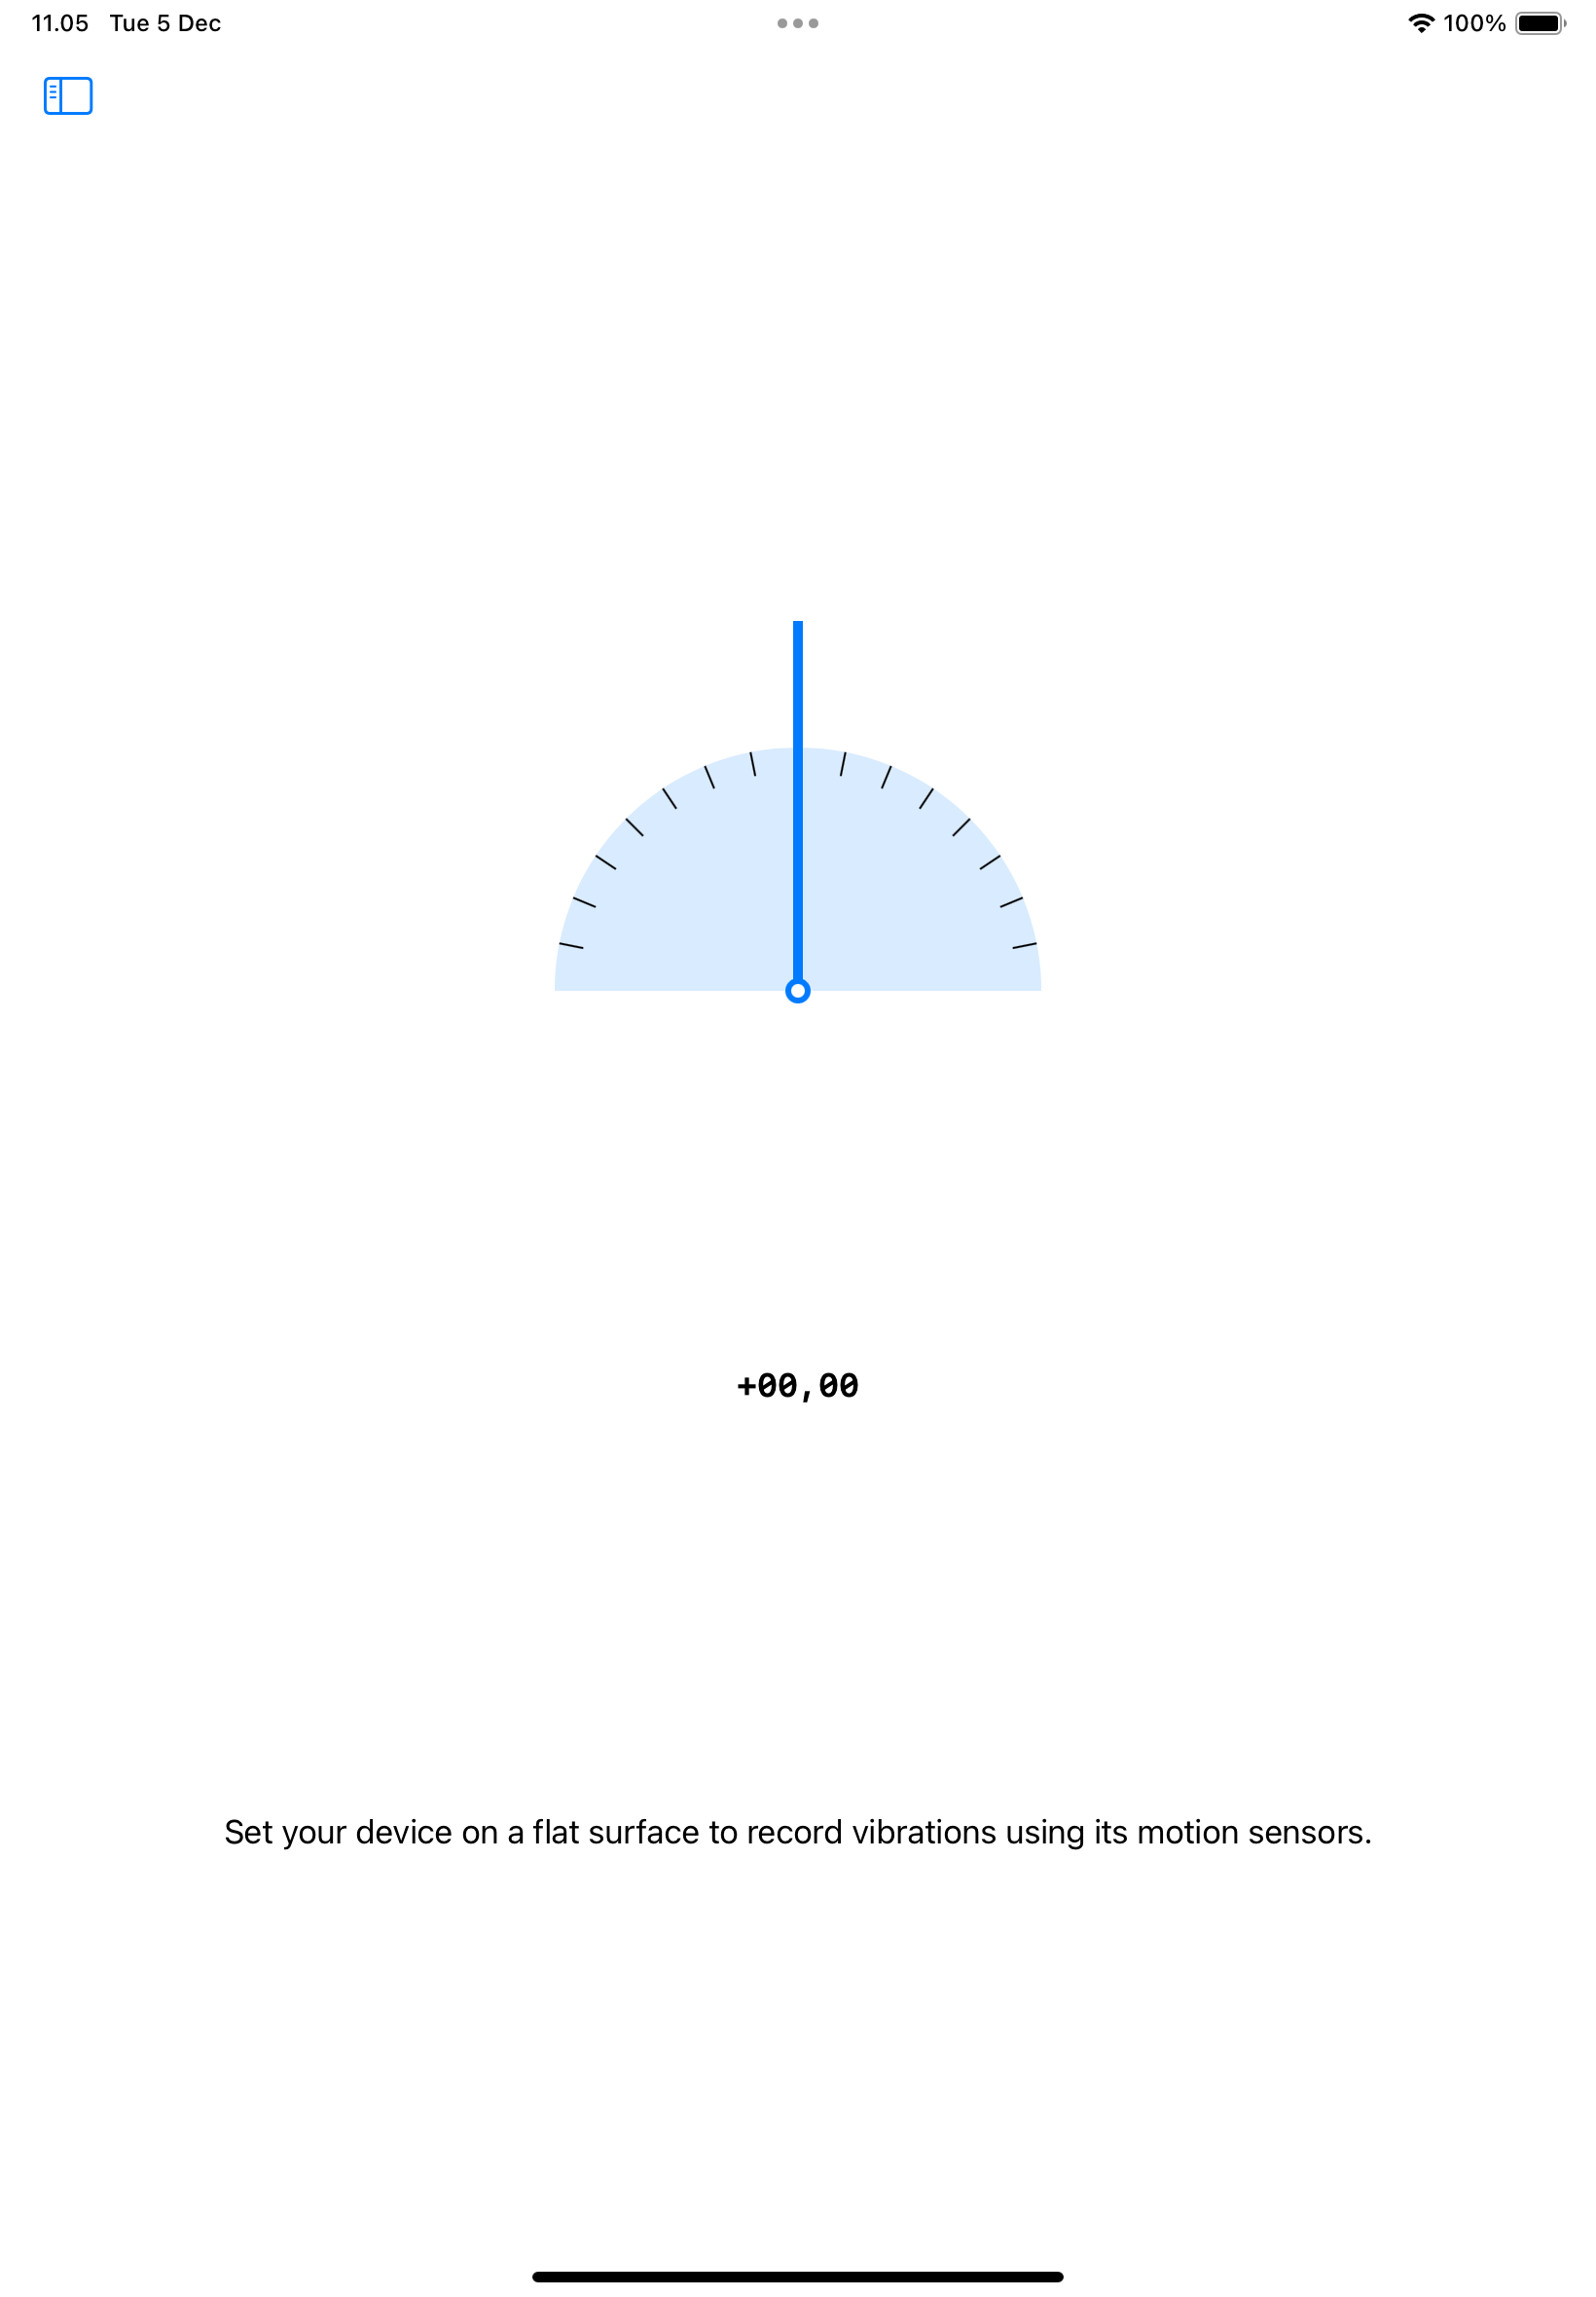 11.05 Tue 5 Dec 100%
+00,00
Set your device on a flat surface to record vibrations using its motion sensors.